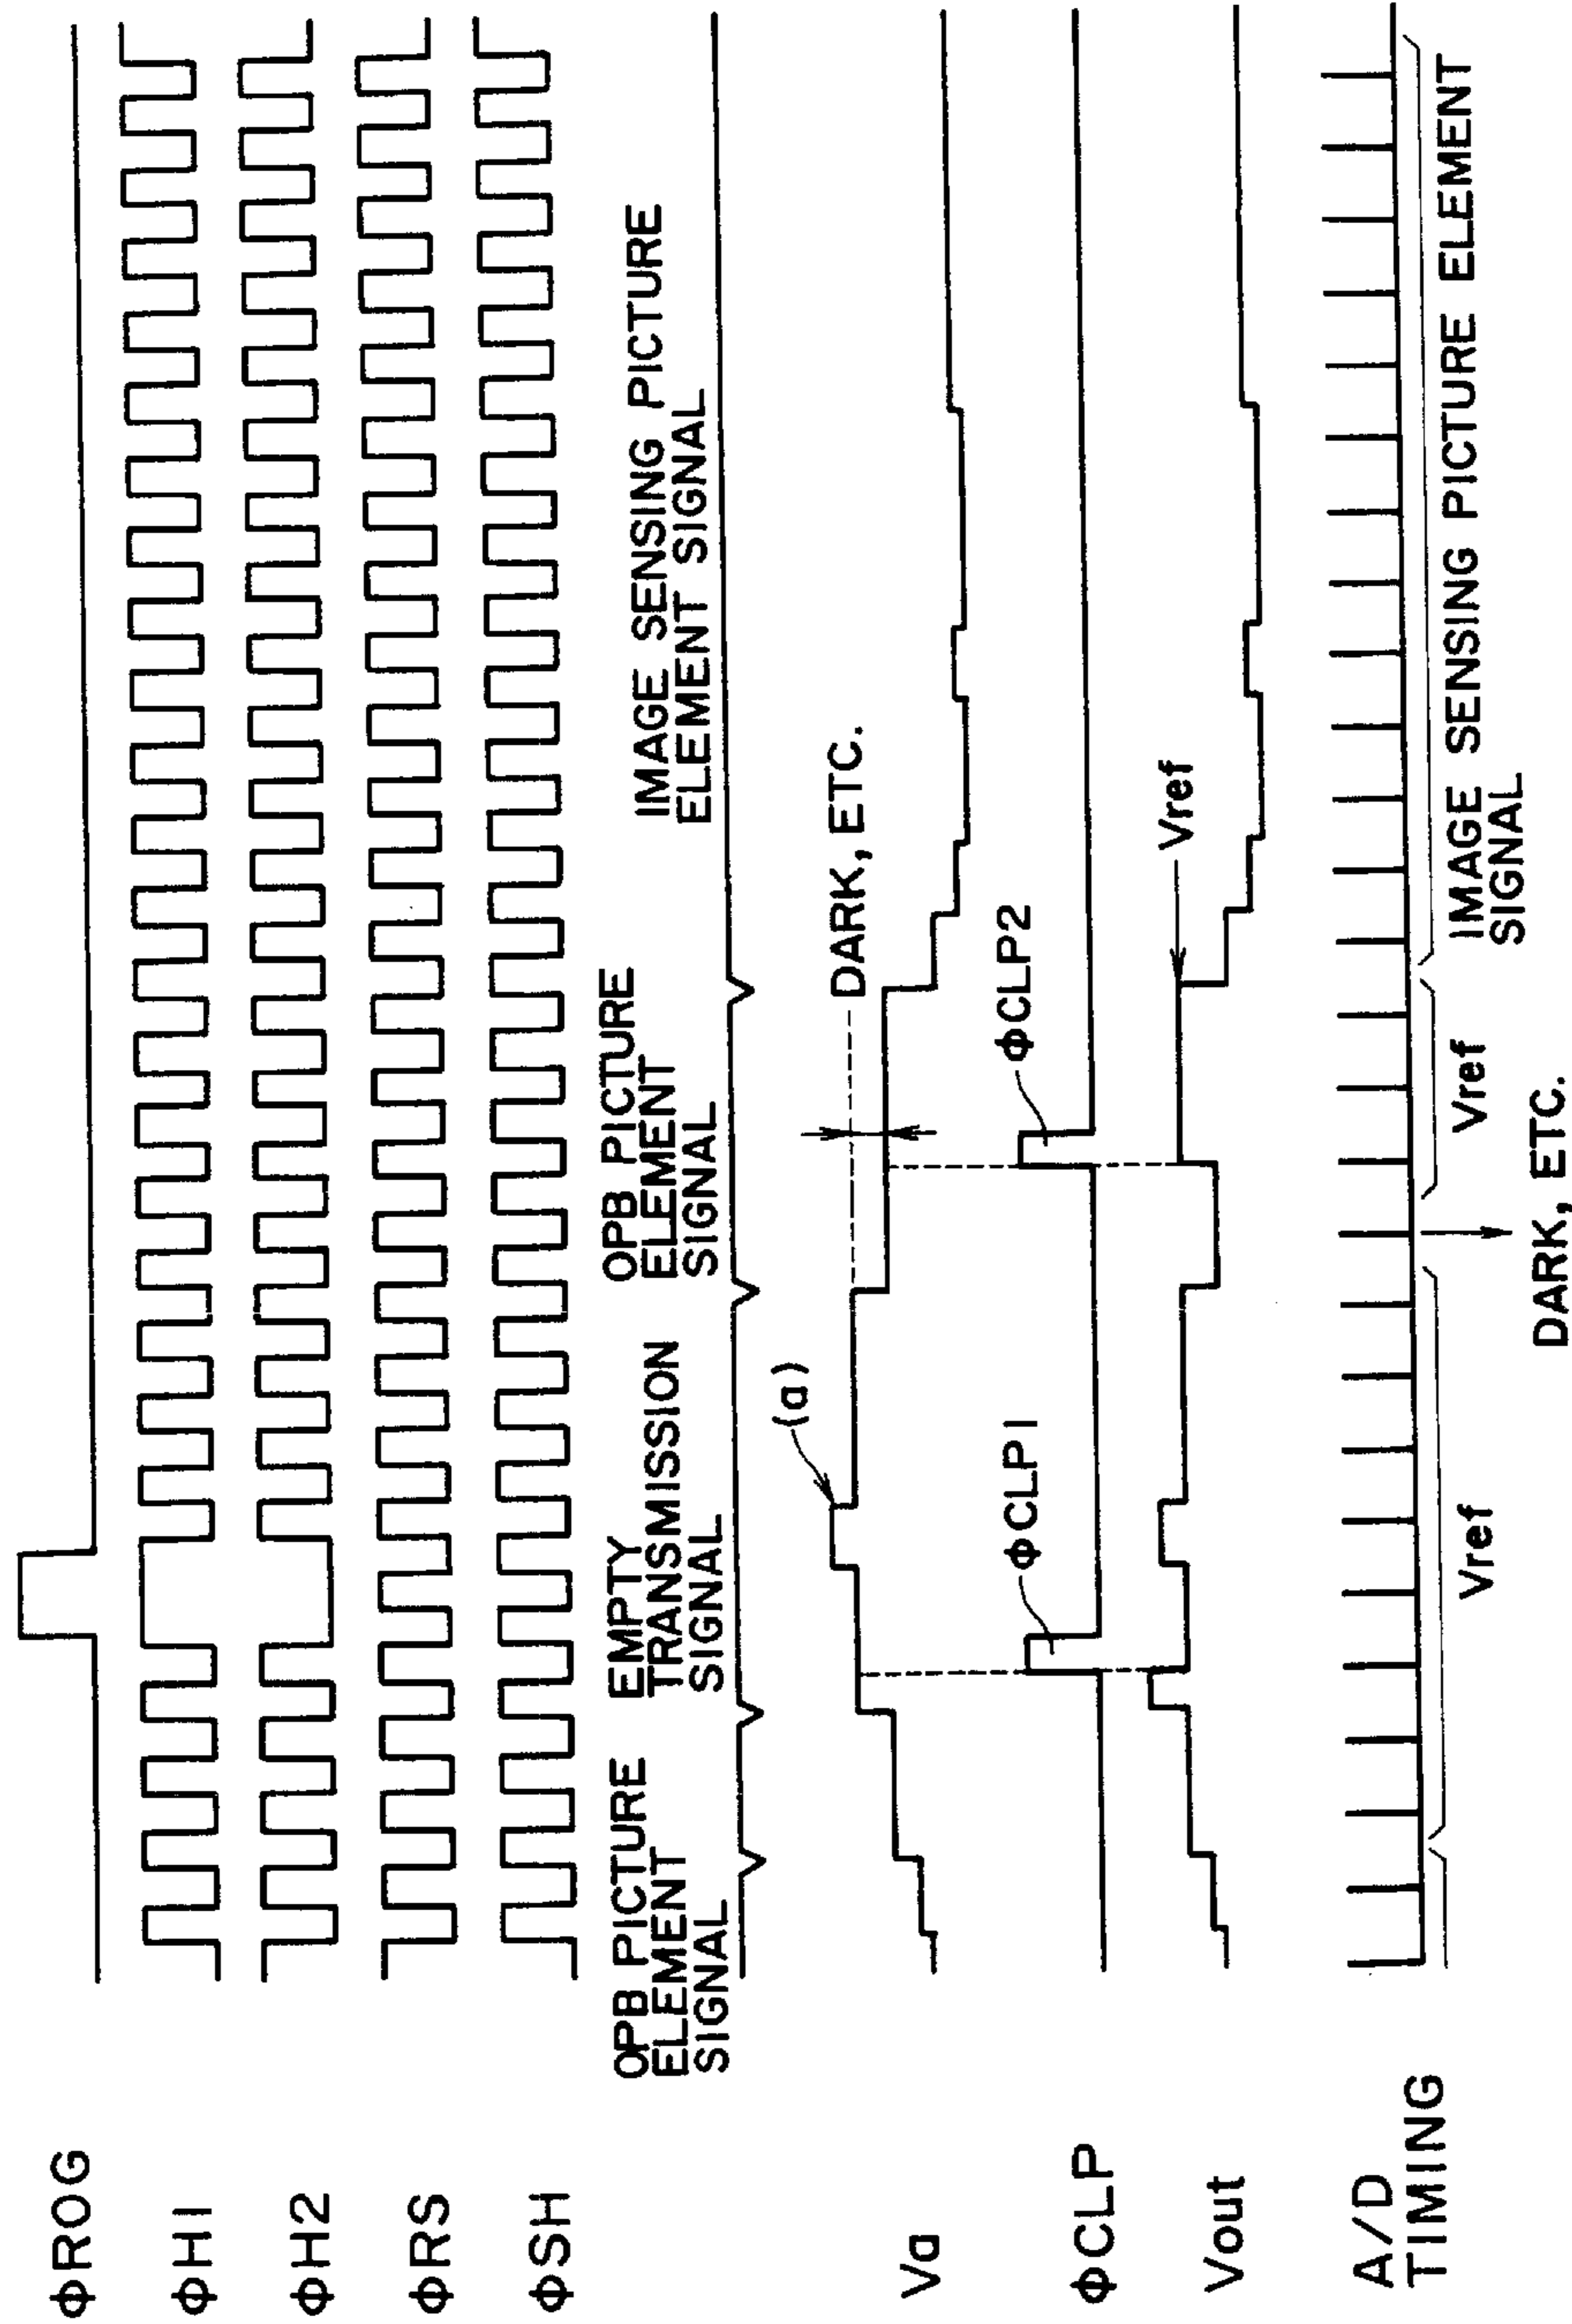 ΦROG
ΦH1
ΦH2
ΦRS
ΦSH
OPB PICTURE
ELEMENT
SIGNAL
EMPTY
TRANSMISSION
SIGNAL
OPB PICTURE
ELEMENT
SIGNAL
IMAGE SENSING PICTURE
ELEMENT SIGNAL
Va
(a)
DARK, ETC.
ΦCLP
ΦCLP1
ΦCLP2
Vout
Vref
A/D
TIMING
Vref
DARK, ETC.
Vref
IMAGE SENSING PICTURE ELEMENT
SIGNAL